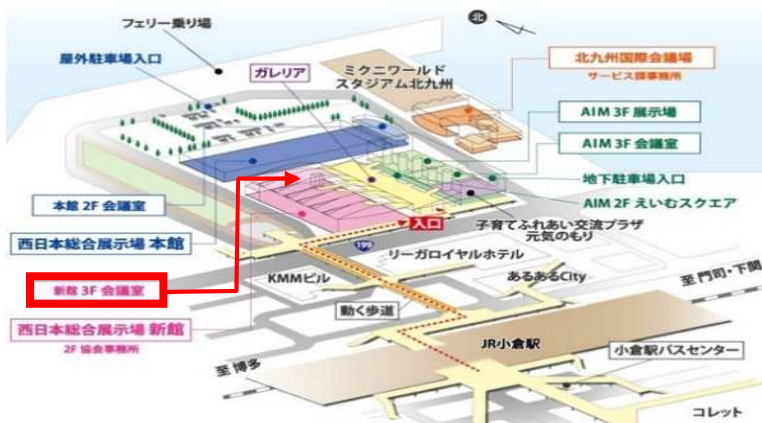 フェリー乗り場
北
屋外駐車場入口
ガレリア
ミクニワールド
スタジアム北九州
北九州国際会議場
サービス課事務所
AIM 3F 展示場
AIM 3F 会議室
地下駐車場入口
AIM 2F えいむスクエア
本館 2F 会議室
入口
子育てふれあい交流プラザ
元気のもり
西日本総合展示場 本館
199
リーガロイヤルホテル
新館 3F 会議室
KMMビル
あるあるCity
至 門司・下関
西日本総合展示場 新館
2F 協会事務所
動く歩道
JR小倉駅
小倉駅バスセンター
至 博多
コレット